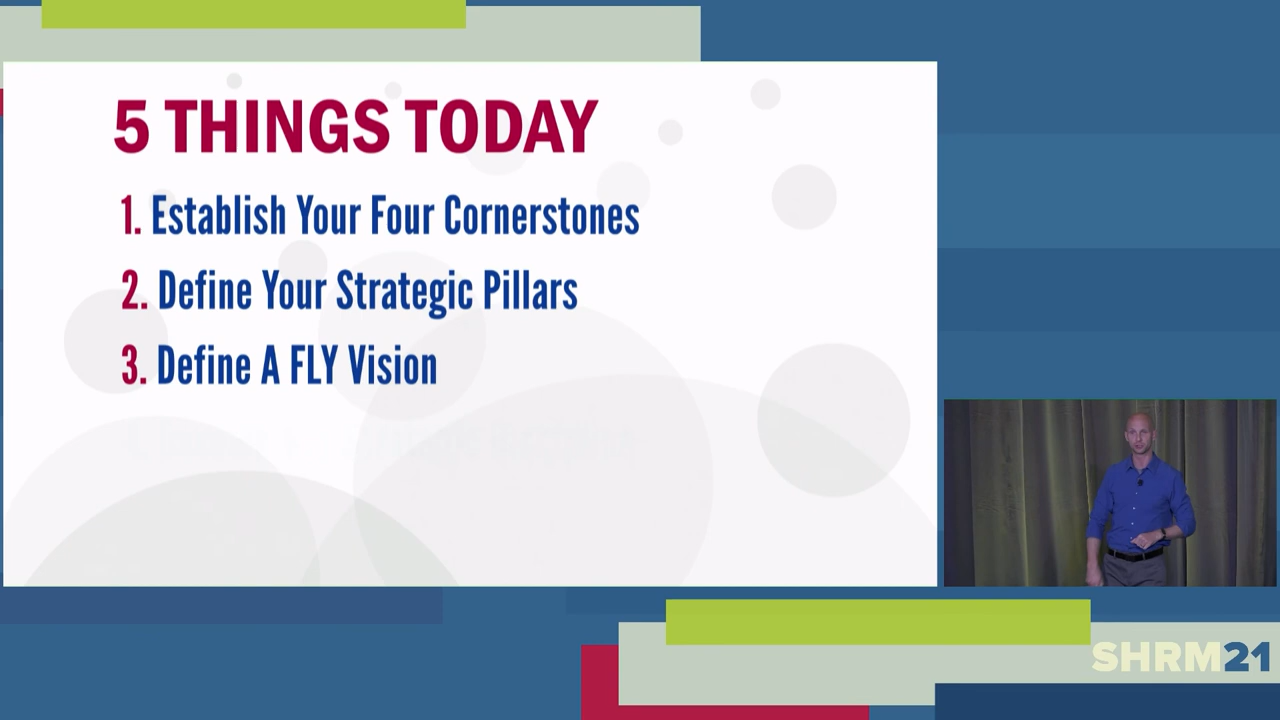 5 THINGS TODAY
1. Establish Your Four Cornerstones
2. Define Your Strategic Pillars
3. Define A FLY Vision
SHRM21